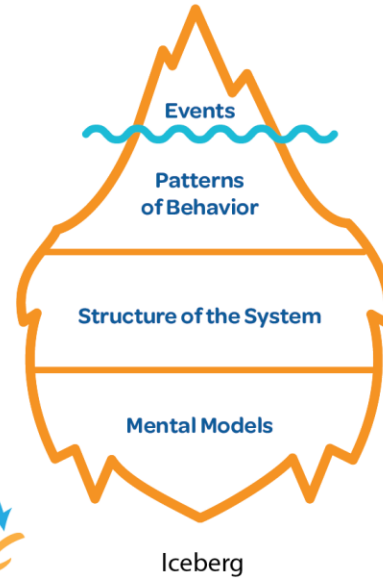 Events
Patterns
of Behavior
Structure of the System
Mental Models
Iceberg